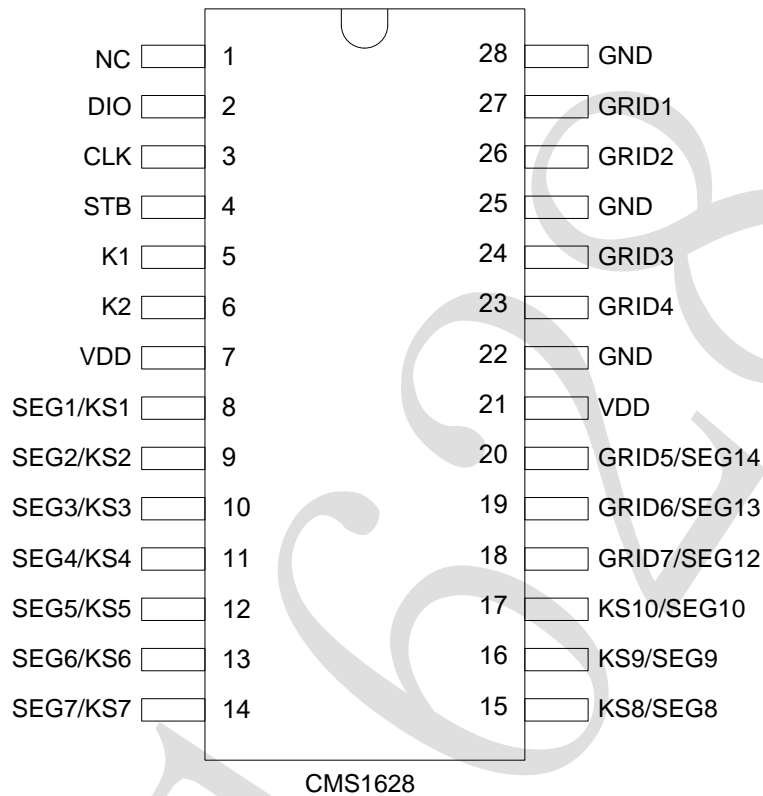 NC 1 28 GND
DIO 2 27 GRID1
CLK 3 26 GRID2
STB 4 25 GND
K1 5 24 GRID3
K2 6 23 GRID4
VDD 7 22 GND
SEG1/KS1 8 21 VDD
SEG2/KS2 9 20 GRID5/SEG14
SEG3/KS3 10 19 GRID6/SEG13
SEG4/KS4 11 18 GRID7/SEG12
SEG5/KS5 12 17 KS10/SEG10
SEG6/KS6 13 16 KS9/SEG9
SEG7/KS7 14 15 KS8/SEG8
CMS1628